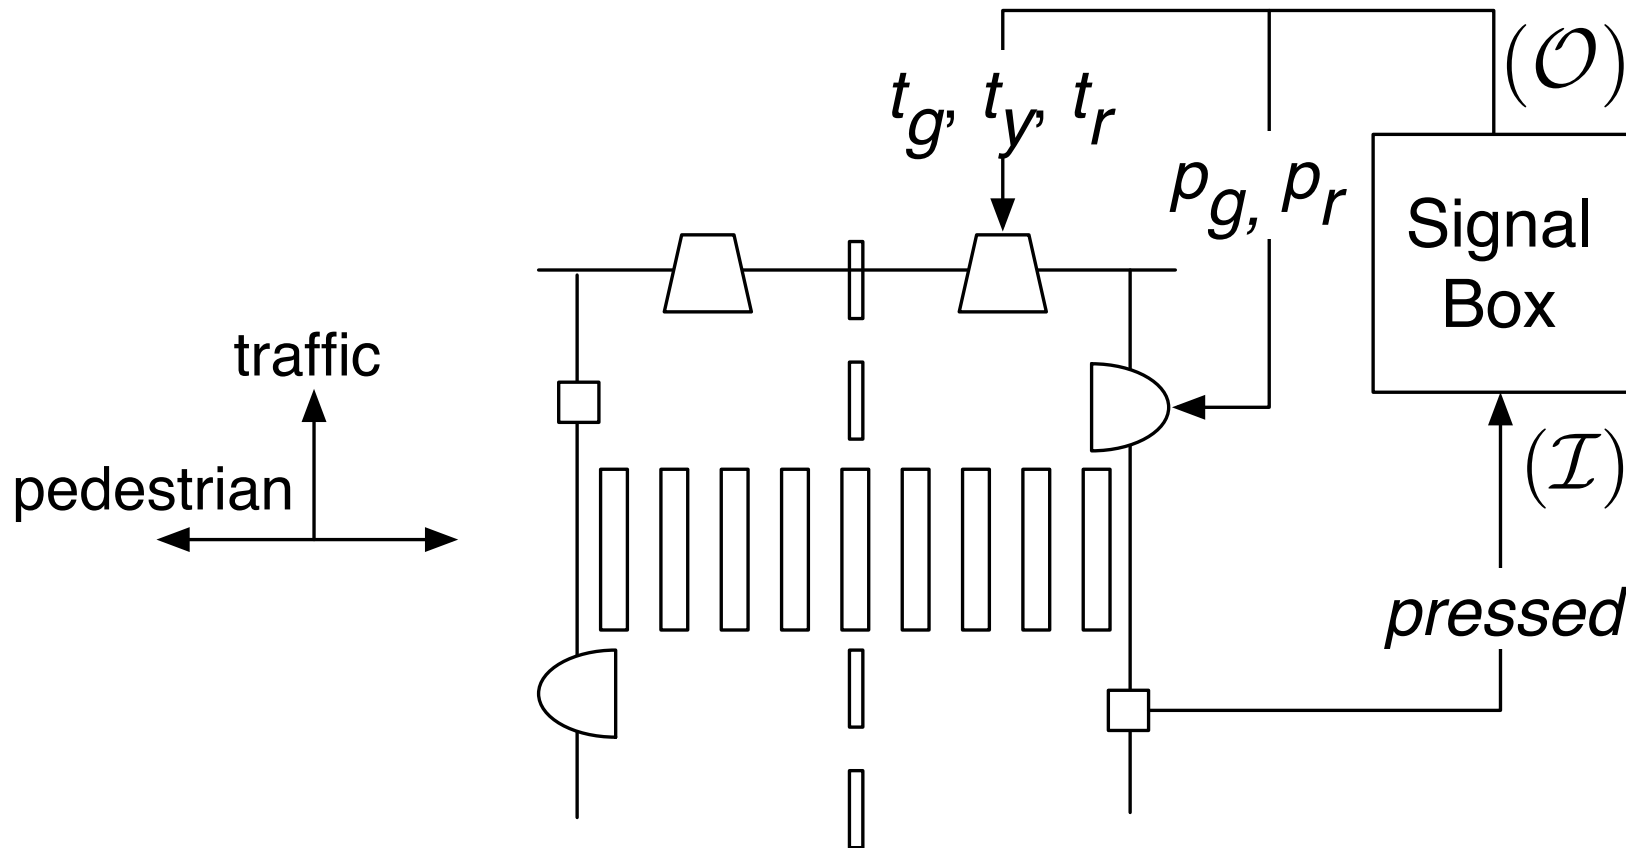 (𝒪)
t_g, t_y, t_r
p_g, p_r
Signal
Box
traffic
(ℐ)
pedestrian
pressed